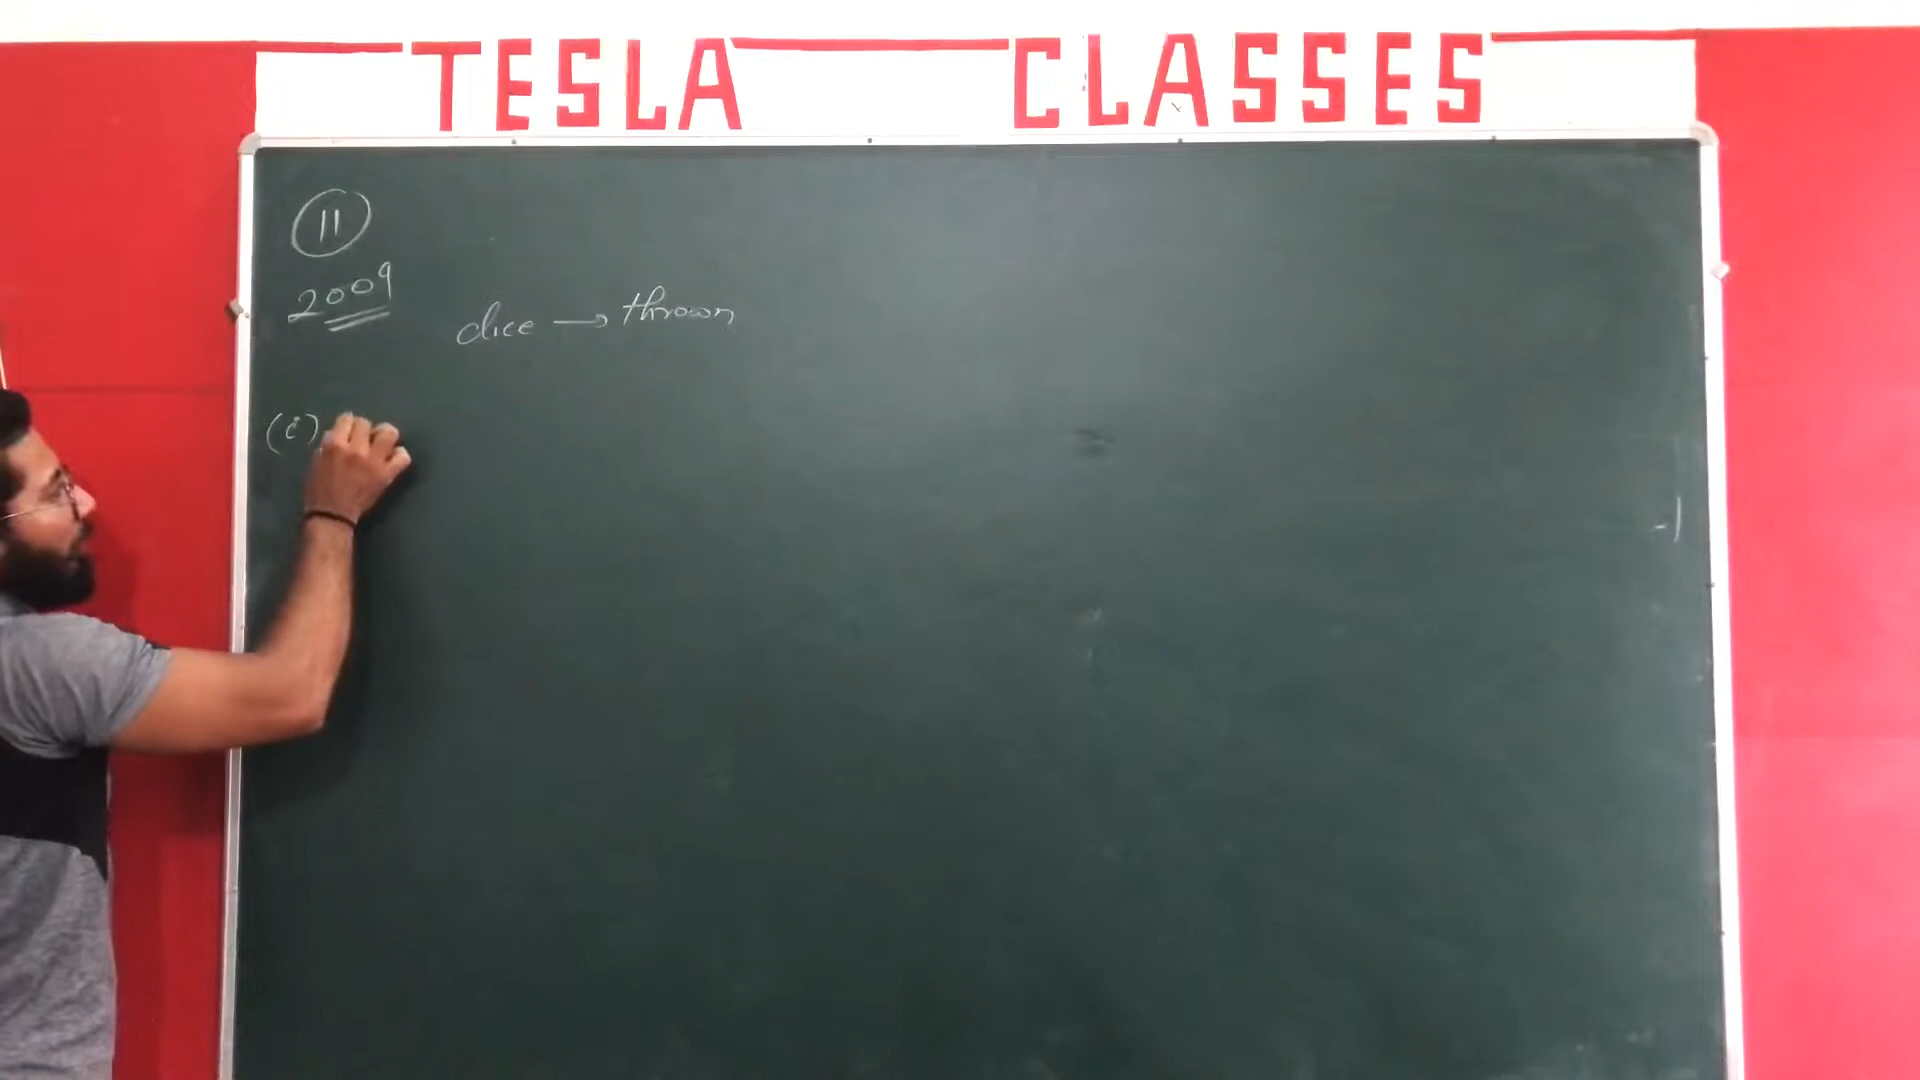 TESLA CLASSES
11
2009
dice → thrown
(i)